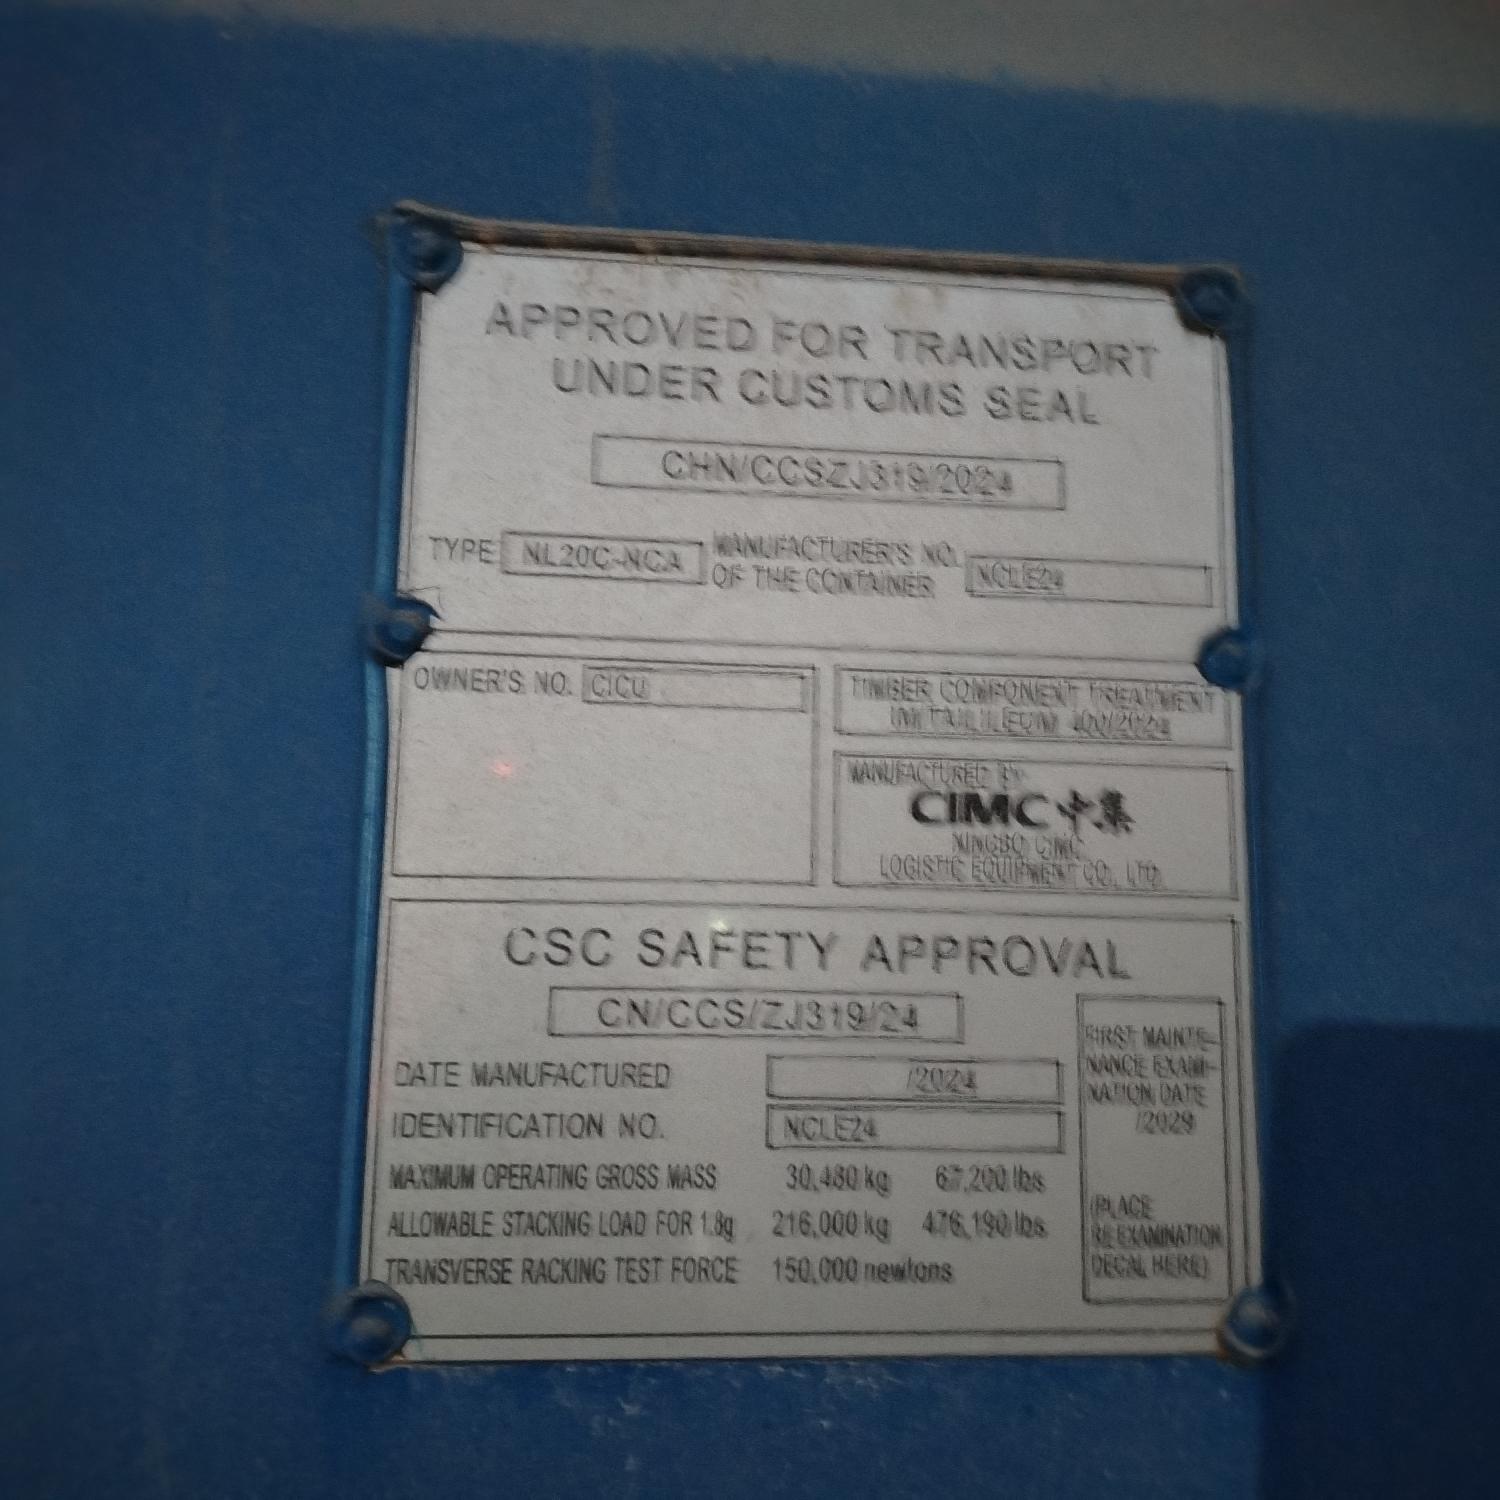 APPROVED FOR TRANSPORT
UNDER CUSTOMS SEAL
CHN/CCSZJ319/2024
TYPE NL20C-NCA MANUFACTURER'S NO.
OF THE CONTAINER NCLE24
OWNER'S NO. CICU
TIMBER COMPONENT TREATMENT
IM/TAILILEUM 400/2024
MANUFACTURED BY
CIMC 中集
NINGBO CIMC
LOGISTIC EQUIPMENT CO., LTD.
CSC SAFETY APPROVAL
CN/CCS/ZJ319/24
DATE MANUFACTURED /2024
IDENTIFICATION NO. NCLE24
MAXIMUM OPERATING GROSS MASS 30,480 kg 67,200 lbs
ALLOWABLE STACKING LOAD FOR 1.8g 216,000 kg 476,190 lbs
TRANSVERSE RACKING TEST FORCE 150,000 newtons
FIRST MAINTE-
NANCE EXAMI-
NATION DATE
/2029
(PLACE
RE-EXAMINATION
DECAL HERE)